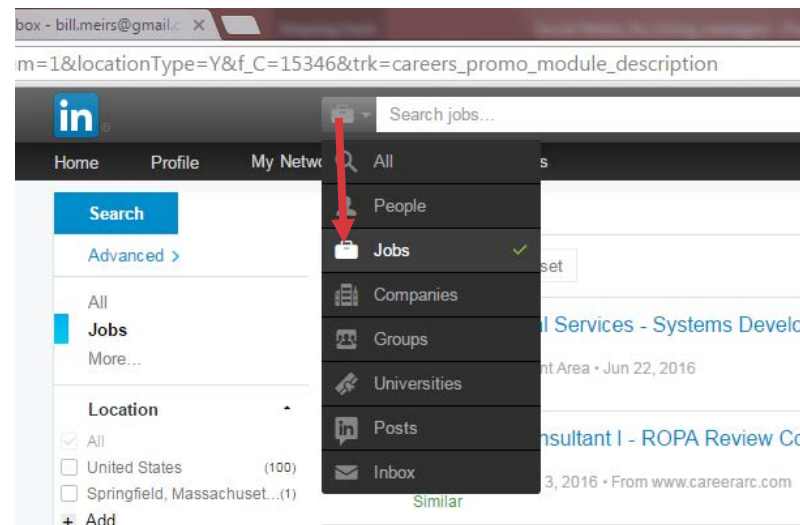 box - bill.meirs@gmail.c
m=1&locationType=Y&f_C=15346&trk=careers_promo_module_description
in
Search jobs...
Home Profile My Netwo s
All
People
Jobs
Companies
Groups
Universities
Posts
Inbox
Search
Advanced >
All
Jobs
More...
Location
All
United States (100)
Springfield, Massachuset...(1)
+ Add
set
l Services - Systems Develo
nt Area • Jun 22, 2016
nsultant I - ROPA Review Co
3, 2016 • From www.careerarc.com
Similar